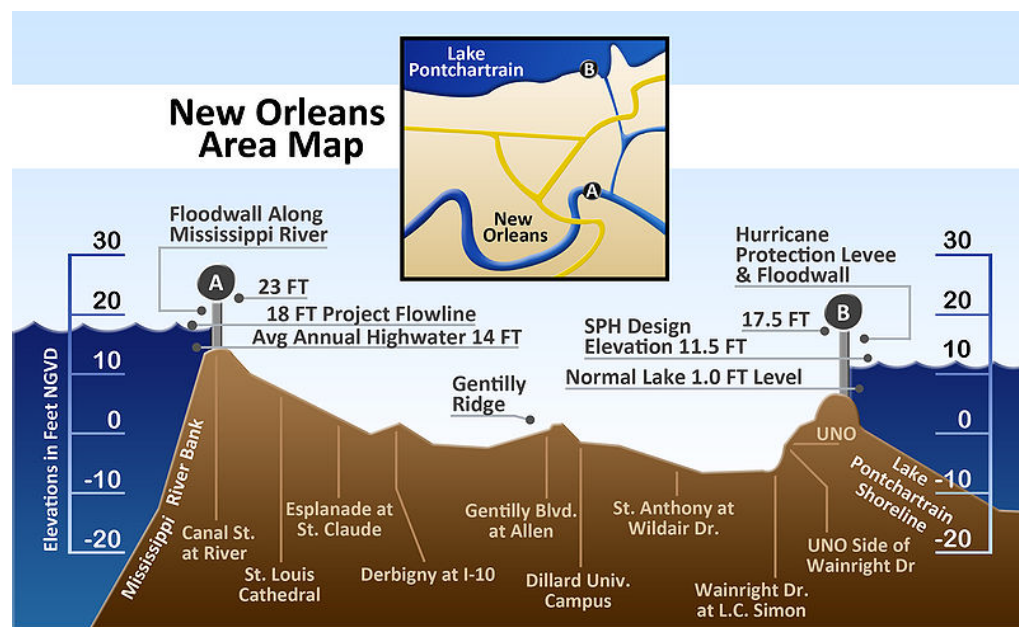 New Orleans
Area Map
Lake
Pontchartrain
B
A
New
Orleans
Floodwall Along
Mississippi River
Hurricane
Protection Levee
& Floodwall
30
20
10
0
-10
-20
Elevations in Feet NGVD
A
23 FT
18 FT Project Flowline
Avg Annual Highwater 14 FT
Gentilly
Ridge
SPH Design
Elevation 11.5 FT
Normal Lake 1.0 FT Level
17.5 FT
B
30
20
10
0
-10
-20
Mississippi River Bank
Canal St.
at River
St. Louis
Cathedral
Esplanade at
St. Claude
Derbigny at I-10
Gentilly Blvd.
at Allen
Dillard Univ.
Campus
St. Anthony at
Wildair Dr.
Wainright Dr.
at L.C. Simon
UNO
UNO Side of
Wainright Dr
Lake
Pontchartrain
Shoreline